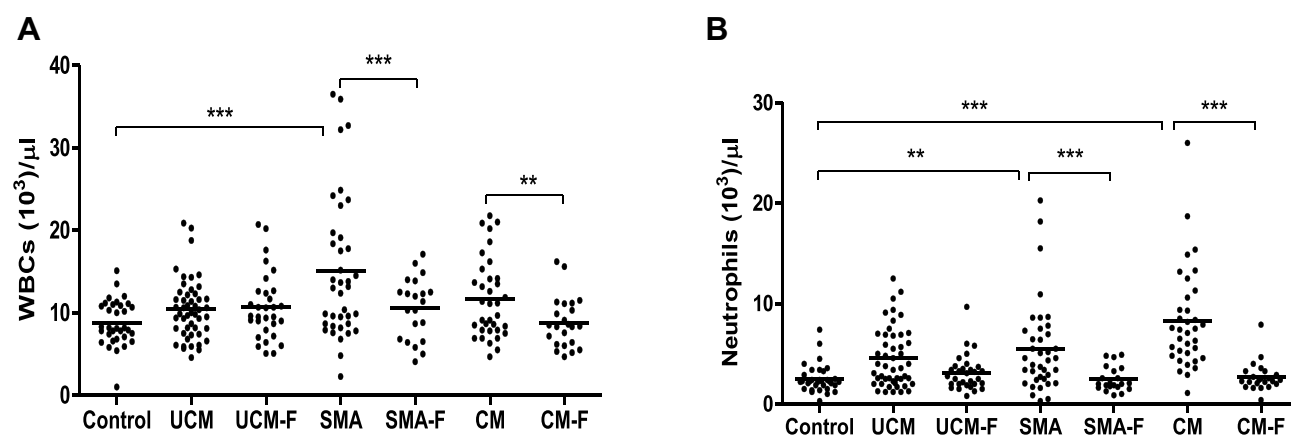 A
WBCs (10³)/µl
40
30
20
10
0
***
***
**
Control UCM UCM-F SMA SMA-F CM CM-F
B
Neutrophils (10³)/µl
30
20
10
0
***
***
**
***
Control UCM UCM-F SMA SMA-F CM CM-F